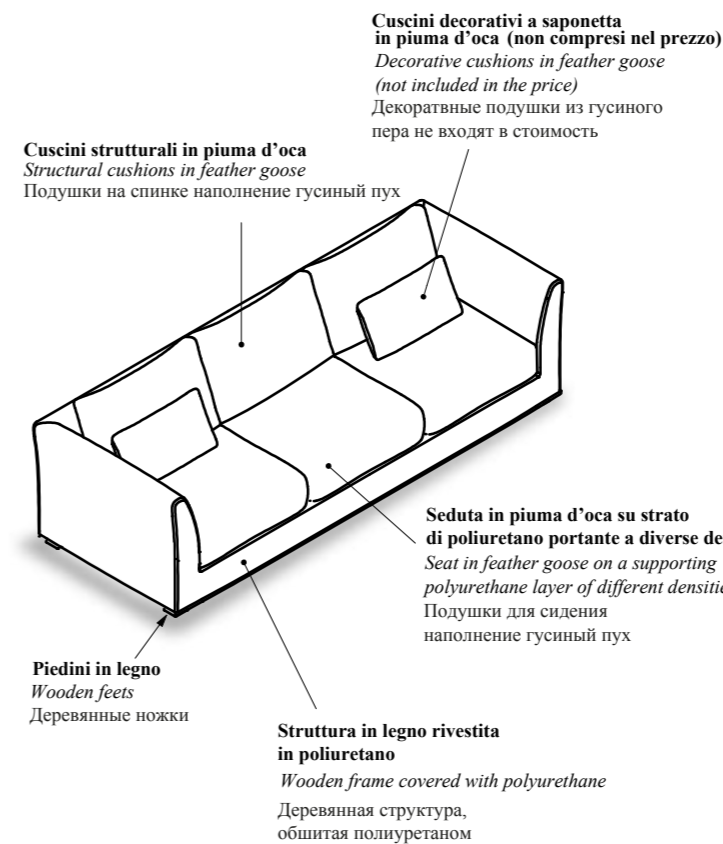 Cuscini decorativi a saponetta
in piuma d’oca (non compresi nel prezzo)
Decorative cushions in feather goose
(not included in the price)
Декоратвные подушки из гусиного
пера не входят в стоимость
Cuscini strutturali in piuma d’oca
Structural cushions in feather goose
Подушки на спинке наполнение гусиный пух
Seduta in piuma d’oca su strato
di poliuretano portante a diverse de
Seat in feather goose on a supporting
polyurethane layer of different densitie
Подушки для сидения
наполнение гусиный пух
Piedini in legno
Wooden feets
Деревянные ножки
Struttura in legno rivestita
in poliuretano
Wooden frame covered with polyurethane
Деревянная структура,
обшитая полиуретаном